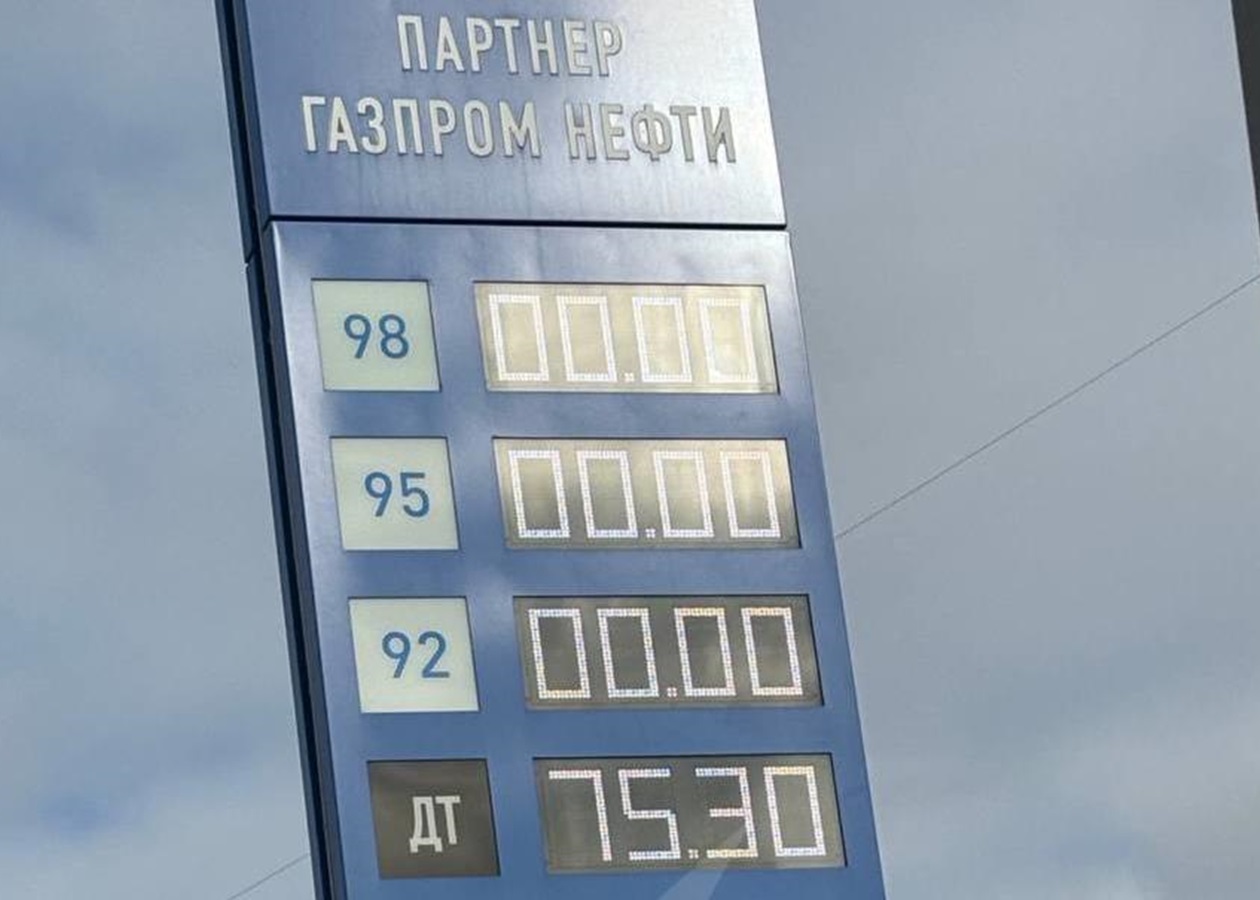 ПАРТНЕР
ГАЗПРОМ НЕФТИ
98 00.00
95 00.00
92 00.00
ДТ 75.30